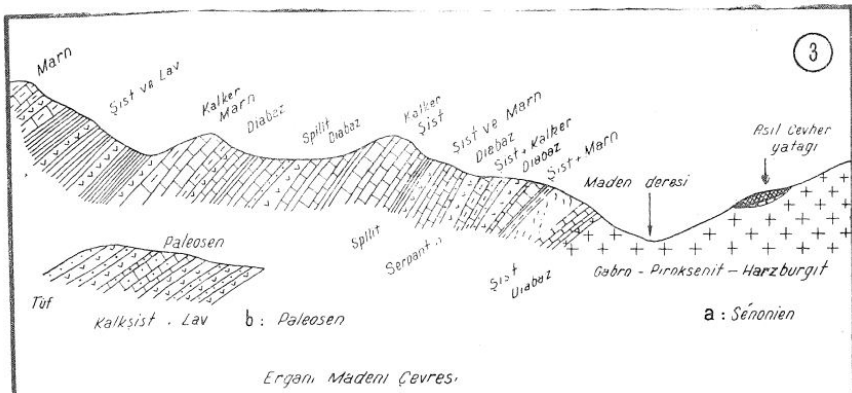 3
Marn
Şist ve Lav
Kalker
Marn
Diabaz
Spilit
Diabaz
Kalker
Şist
Şist ve Marn
Diebaz
Şist + Kalker
Diabaz
Şist + Marn
Maden deresi
Asıl Cevher
yatağı
Spilit
Şist
Diabaz
Gabro - Piroksenit - Harzburgit
Paleosen
Tüf
Kalkşist . Lav
b : Paleosen
a : Sénonien
Ergani Madeni Çevresi